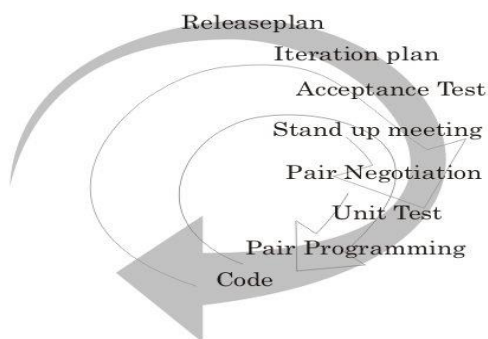 Releaseplan
Iteration plan
Acceptance Test
Stand up meeting
Pair Negotiation
Unit Test
Pair Programming
Code